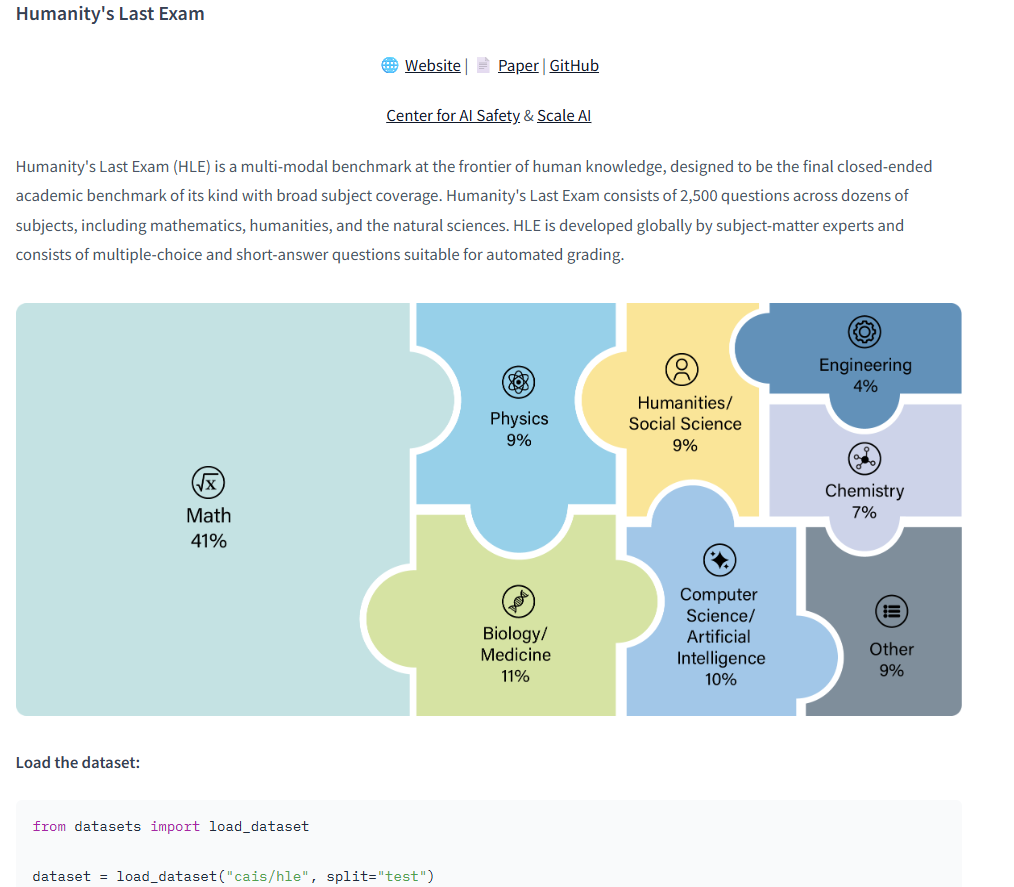 Humanity's Last Exam
🌐 Website | 📄 Paper | GitHub
Center for AI Safety & Scale AI
Humanity's Last Exam (HLE) is a multi-modal benchmark at the frontier of human knowledge, designed to be the final closed-ended
academic benchmark of its kind with broad subject coverage. Humanity's Last Exam consists of 2,500 questions across dozens of
subjects, including mathematics, humanities, and the natural sciences. HLE is developed globally by subject-matter experts and
consists of multiple-choice and short-answer questions suitable for automated grading.
√x
Math
41%
Physics
9%
Humanities/
Social Science
9%
Engineering
4%
Chemistry
7%
Biology/
Medicine
11%
Computer
Science/
Artificial
Intelligence
10%
Other
9%
Load the dataset:
from datasets import load_dataset
dataset = load_dataset("cais/hle", split="test")